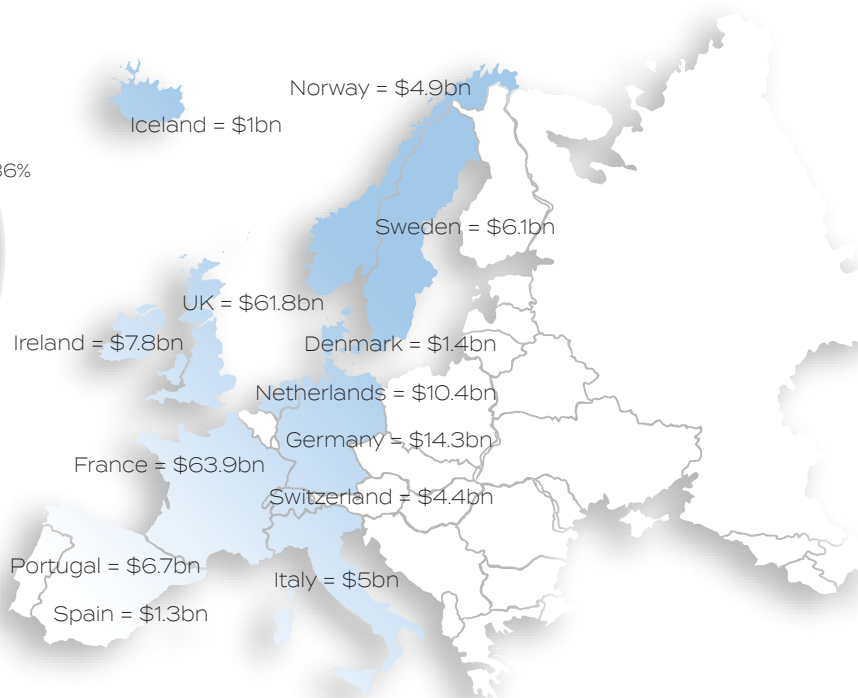 Norway = $4.9bn
Iceland = $1bn
36%
Sweden = $6.1bn
UK = $61.8bn
Ireland = $7.8bn
Denmark = $1.4bn
Netherlands = $10.4bn
Germany = $14.3bn
France = $63.9bn
Switzerland = $4.4bn
Portugal = $6.7bn
Italy = $5bn
Spain = $1.3bn